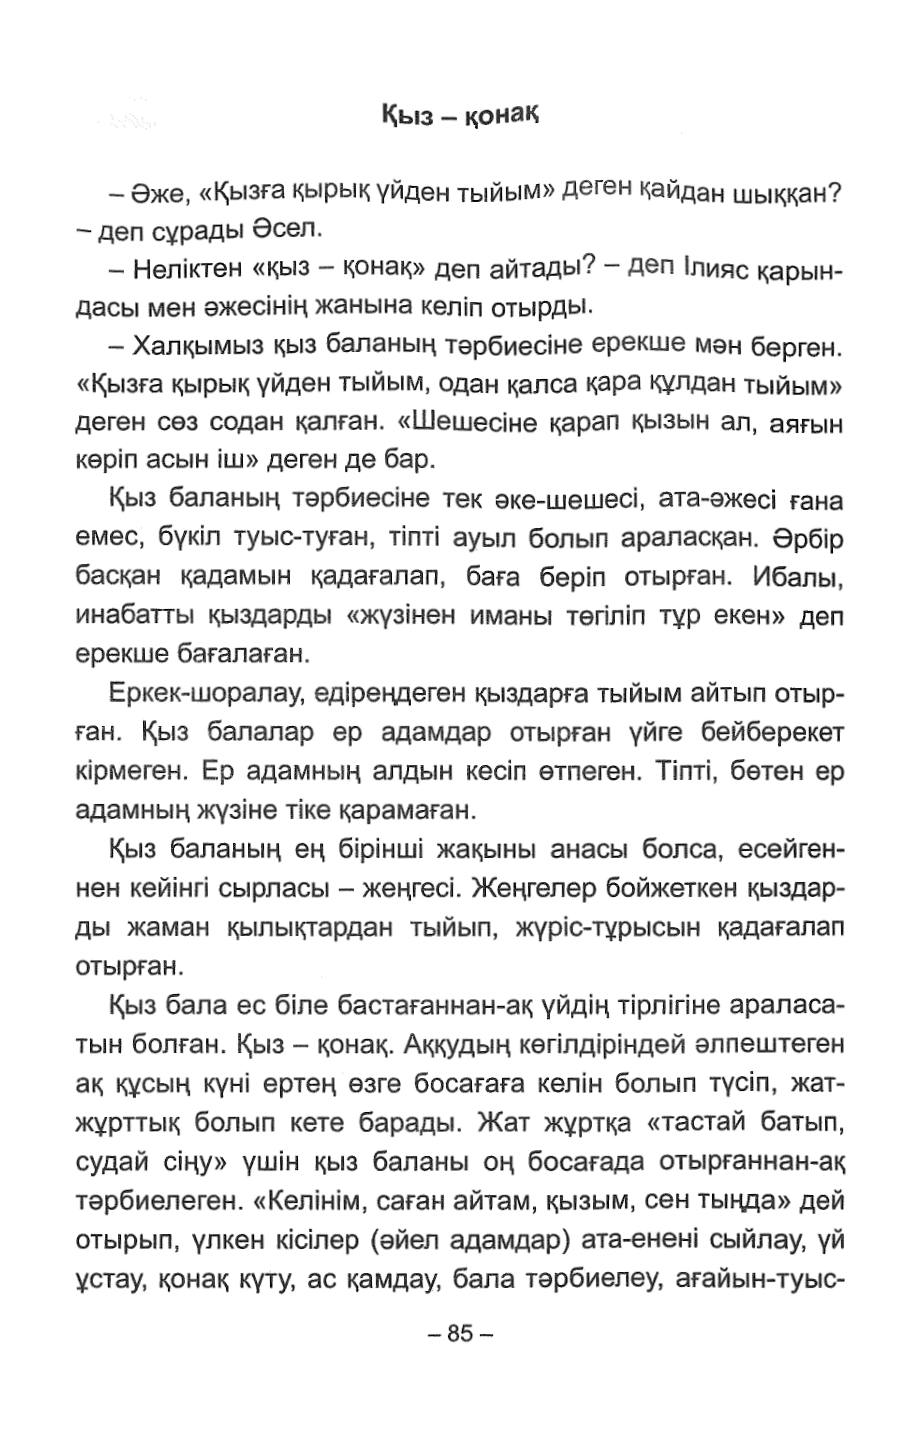 Қыз – қонақ
– Әже, «Қызға қырық үйден тыйым» деген қайдан шыққан?
– деп сұрады Әсел.
– Неліктен «қыз – қонақ» деп айтады? – деп Ілияс қарын-
дасы мен әжесінің жанына келіп отырды.
– Халқымыз қыз баланың тәрбиесіне ерекше мән берген.
«Қызға қырық үйден тыйым, одан қалса қара құлдан тыйым»
деген сөз содан қалған. «Шешесіне қарап қызын ал, аяғын
көріп асын іш» деген де бар.
Қыз баланың тәрбиесіне тек әке-шешесі, ата-әжесі ғана
емес, бүкіл туыс-туған, тіпті ауыл болып араласқан. Әрбір
басқан қадамын қадағалап, баға беріп отырған. Ибалы,
инабатты қыздарды «жүзінен иманы төгіліп тұр екен» деп
ерекше бағалаған.
Еркек-шоралау, едіреңдеген қыздарға тыйым айтып отыр-
ған. Қыз балалар ер адамдар отырған үйге бейберекет
кірмеген. Ер адамның алдын кесіп өтпеген. Тіпті, бөтен ер
адамның жүзіне тіке қарамаған.
Қыз баланың ең бірінші жақыны анасы болса, есейген-
нен кейінгі сырласы – жеңгесі. Жеңгелер бойжеткен қыздар-
ды жаман қылықтардан тыйып, жүріс-тұрысын қадағалап
отырған.
Қыз бала ес біле бастағаннан-ақ үйдің тірлігіне араласа-
тын болған. Қыз – қонақ. Аққудың көгілдіріндей әлпештеген
ақ құсың күні ертең өзге босағаға келін болып түсіп, жат-
жұрттық болып кете барады. Жат жұртқа «тастай батып,
судай сіңу» үшін қыз баланы оң босағада отырғаннан-ақ
тәрбиелеген. «Келінім, саған айтам, қызым, сен тыңда» дей
отырып, үлкен кісілер (әйел адамдар) ата-енені сыйлау, үй
ұстау, қонақ күту, ас қамдау, бала тәрбиелеу, ағайын-туыс-
– 85 –